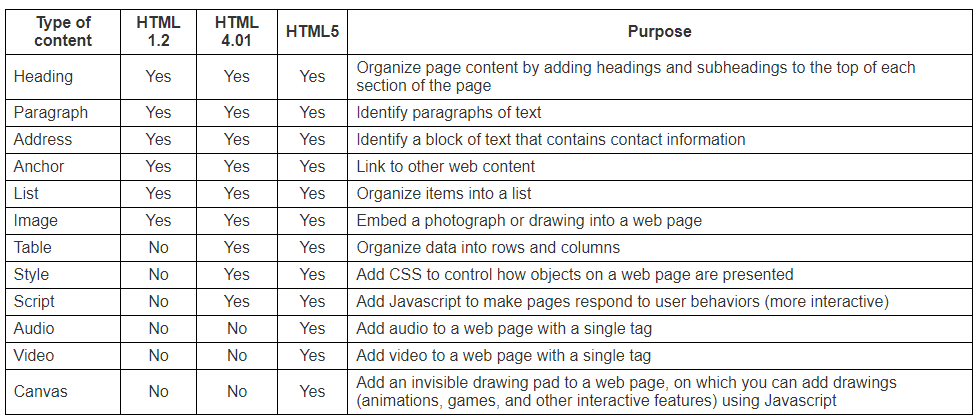 Type of content HTML 1.2 HTML 4.01 HTML5 Purpose
Heading Yes Yes Yes Organize page content by adding headings and subheadings to the top of each
section of the page
Paragraph Yes Yes Yes Identify paragraphs of text
Address Yes Yes Yes Identify a block of text that contains contact information
Anchor Yes Yes Yes Link to other web content
List Yes Yes Yes Organize items into a list
Image Yes Yes Yes Embed a photograph or drawing into a web page
Table No Yes Yes Organize data into rows and columns
Style No Yes Yes Add CSS to control how objects on a web page are presented
Script No Yes Yes Add Javascript to make pages respond to user behaviors (more interactive)
Audio No No Yes Add audio to a web page with a single tag
Video No No Yes Add video to a web page with a single tag
Canvas No No Yes Add an invisible drawing pad to a web page, on which you can add drawings
(animations, games, and other interactive features) using Javascript